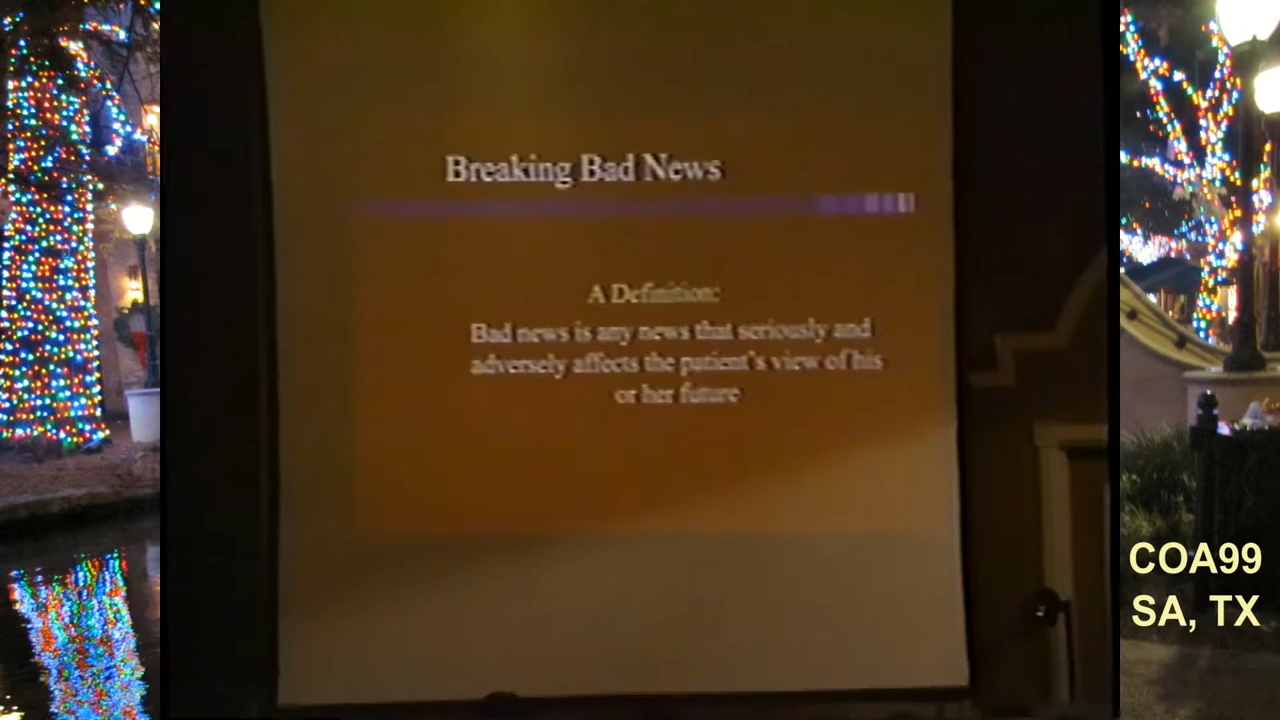 Breaking Bad News
A Definition:
Bad news is any news that seriously and
adversely affects the patient's view of his
or her future
COA99
SA, TX